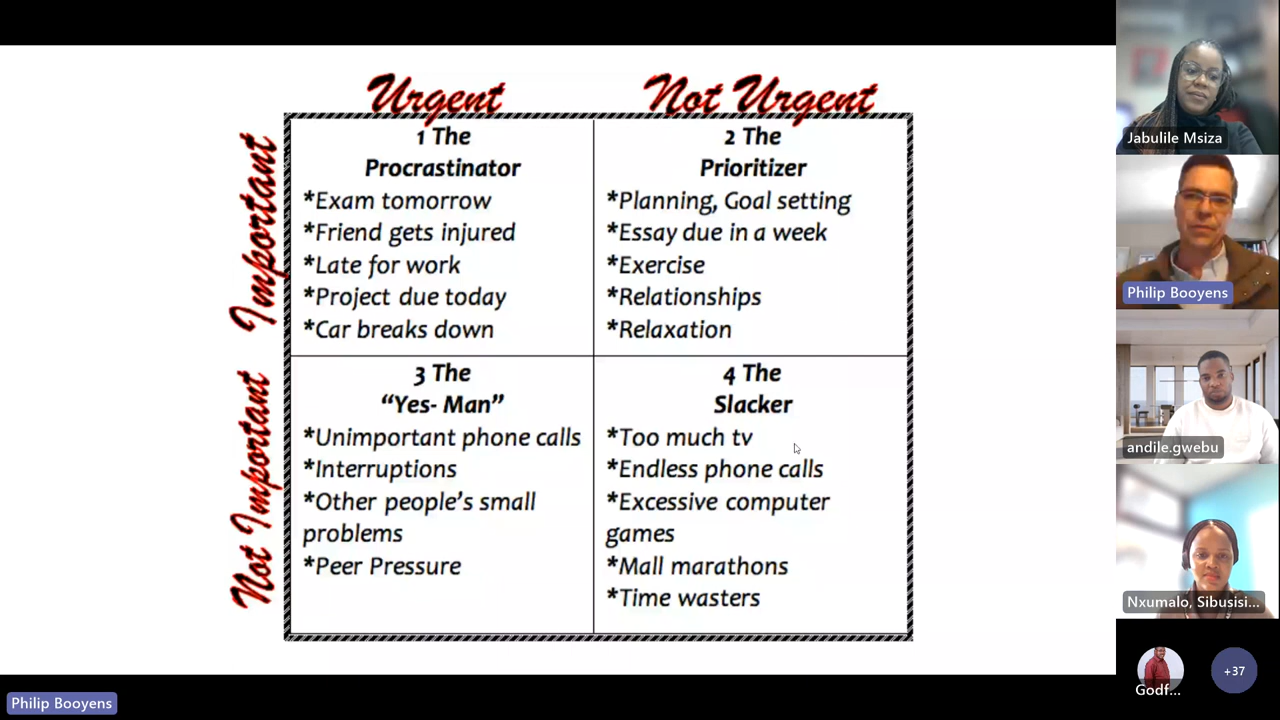 Urgent
Not Urgent
Important
1 The
Procrastinator
*Exam tomorrow
*Friend gets injured
*Late for work
*Project due today
*Car breaks down
2 The
Prioritizer
*Planning, Goal setting
*Essay due in a week
*Exercise
*Relationships
*Relaxation
Not Important
3 The
“Yes- Man”
*Unimportant phone calls
*Interruptions
*Other people’s small
problems
*Peer Pressure
4 The
Slacker
*Too much tv
*Endless phone calls
*Excessive computer
games
*Mall marathons
*Time wasters
Jabulile Msiza
Philip Booyens
andile.gwebu
Nxumalo, Sibusisi...
Godf...
+37
Philip Booyens